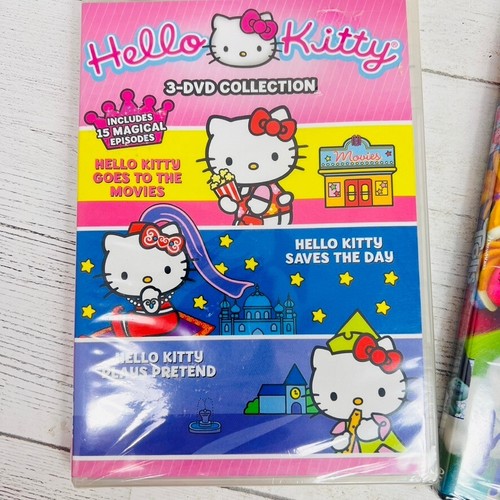 Hello Kitty®
3-DVD COLLECTION
INCLUDES
15 MAGICAL
EPISODES
HELLO KITTY
GOES TO THE
MOVIES
Movies
HELLO KITTY
SAVES THE DAY
HELLO KITTY
PLAYS PRETEND